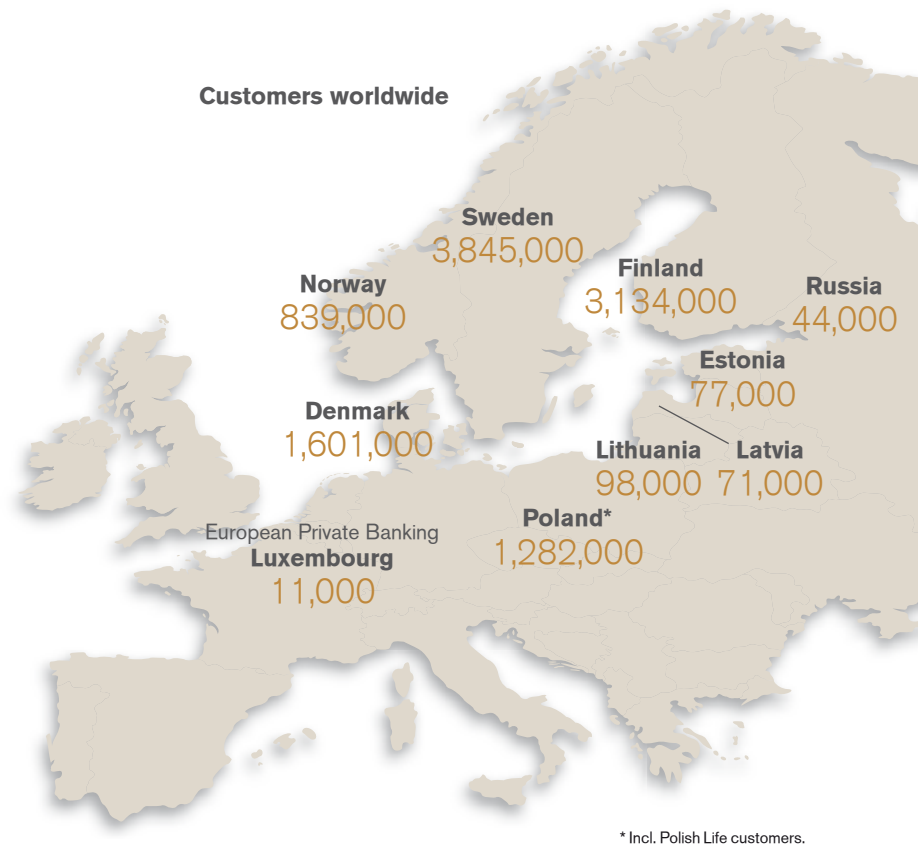 Customers worldwide
Sweden
3,845,000
Finland
3,134,000
Norway
839,000
Russia
44,000
Estonia
77,000
Denmark
1,601,000
Lithuania
98,000
Latvia
71,000
Poland*
1,282,000
European Private Banking
Luxembourg
11,000
* Incl. Polish Life customers.